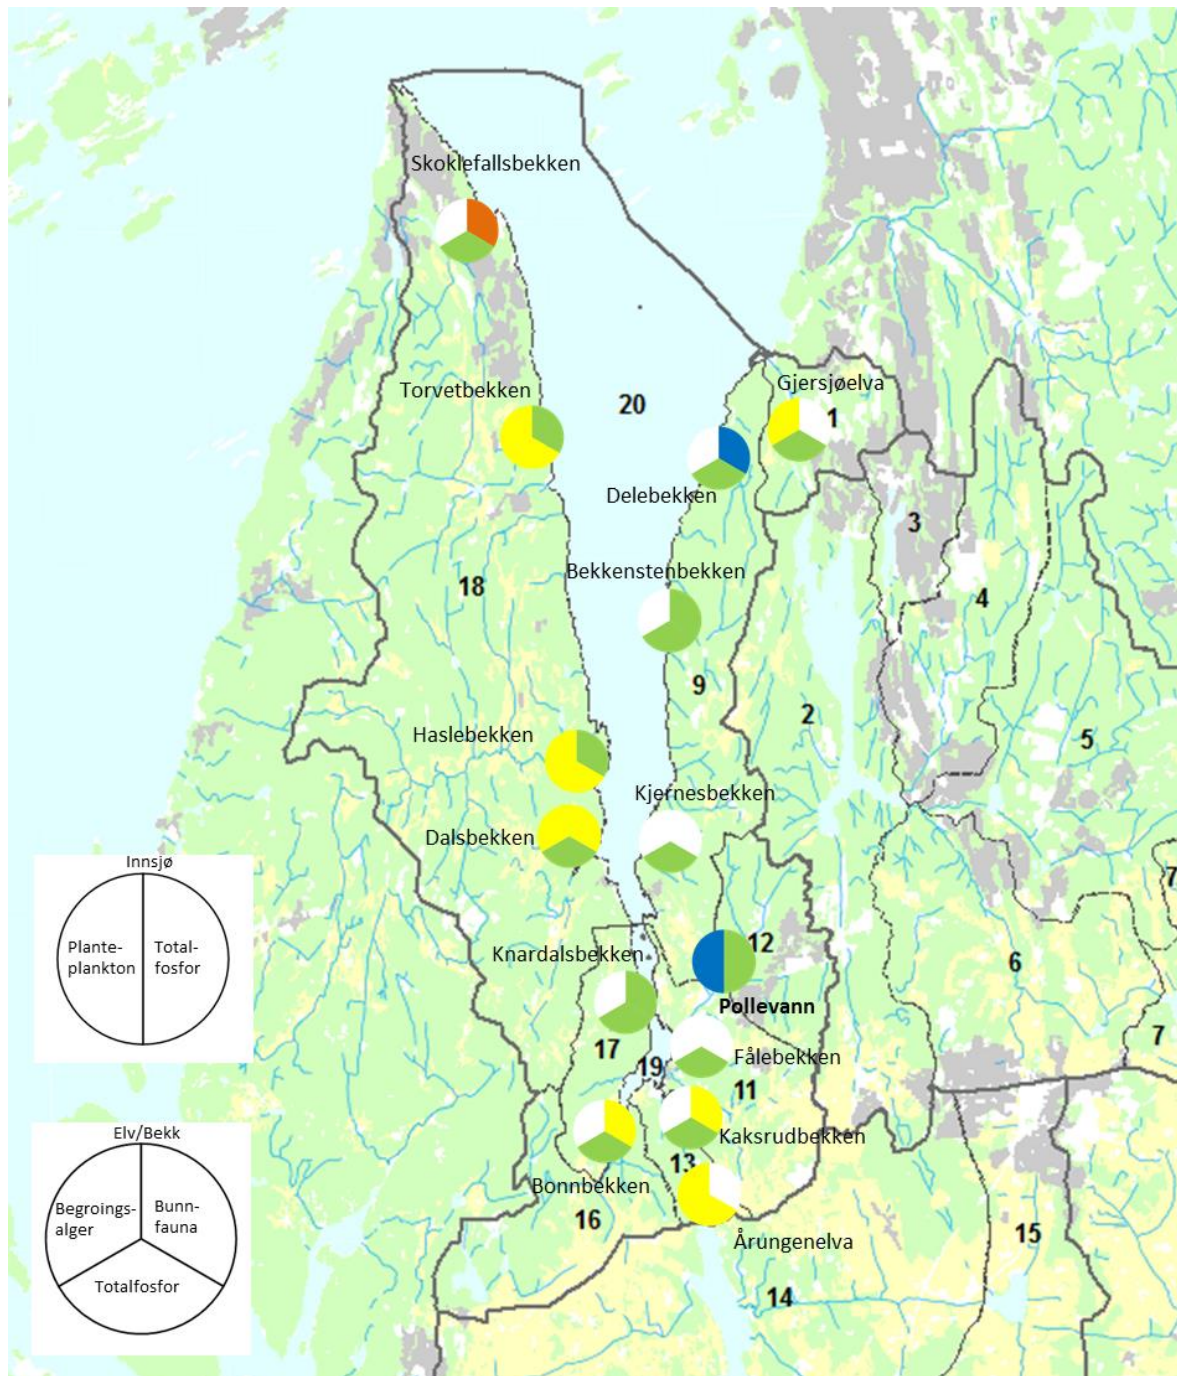 Skoklefallsbekken
Torvetbekken
20
Gjersjøelva
1
Delebekken
3
Bekkenstenbekken
18
4
9
2
5
Haslebekken
Kjernesbekken
Dalsbekken
Innsjø
Plante-
plankton
Total-
fosfor
7
Knardalsbekken
12
6
Pollevann
7
17
Fålebekken
19
11
Kaksrudbekken
Elv/Bekk
Begroings-
alger
Bunn-
fauna
Totalfosfor
13
Bonnbekken
16
Årungenelva
15
14